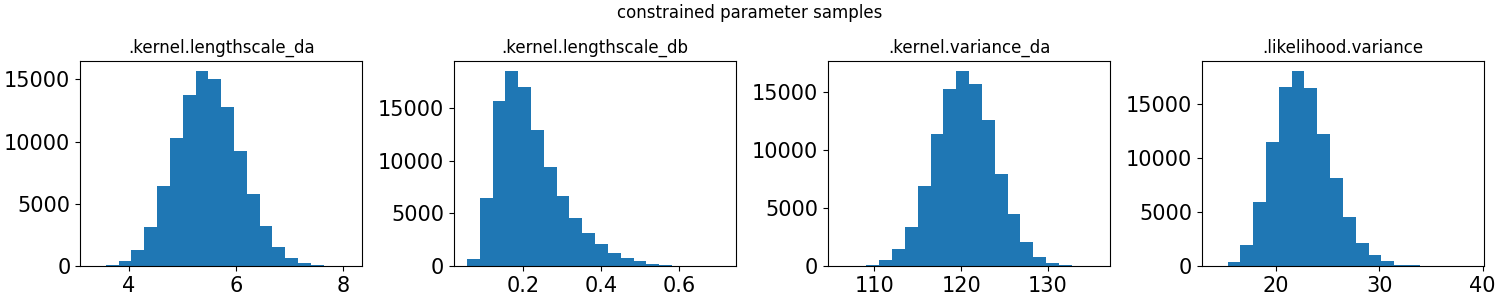 constrained parameter samples
.kernel.lengthscale_da
.kernel.lengthscale_db
.kernel.variance_da
.likelihood.variance
15000
10000
5000
0
4 6 8
15000
10000
5000
0
0.2 0.4 0.6
15000
10000
5000
0
110 120 130
15000
10000
5000
0
20 30 40